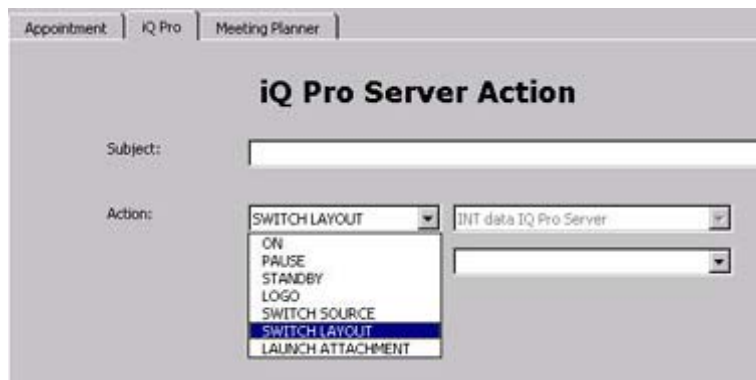 Appointment iQ Pro Meeting Planner
iQ Pro Server Action
Subject:
Action: SWITCH LAYOUT INT data IQ Pro Server
ON
PAUSE
STANDBY
LOGO
SWITCH SOURCE
SWITCH LAYOUT
LAUNCH ATTACHMENT